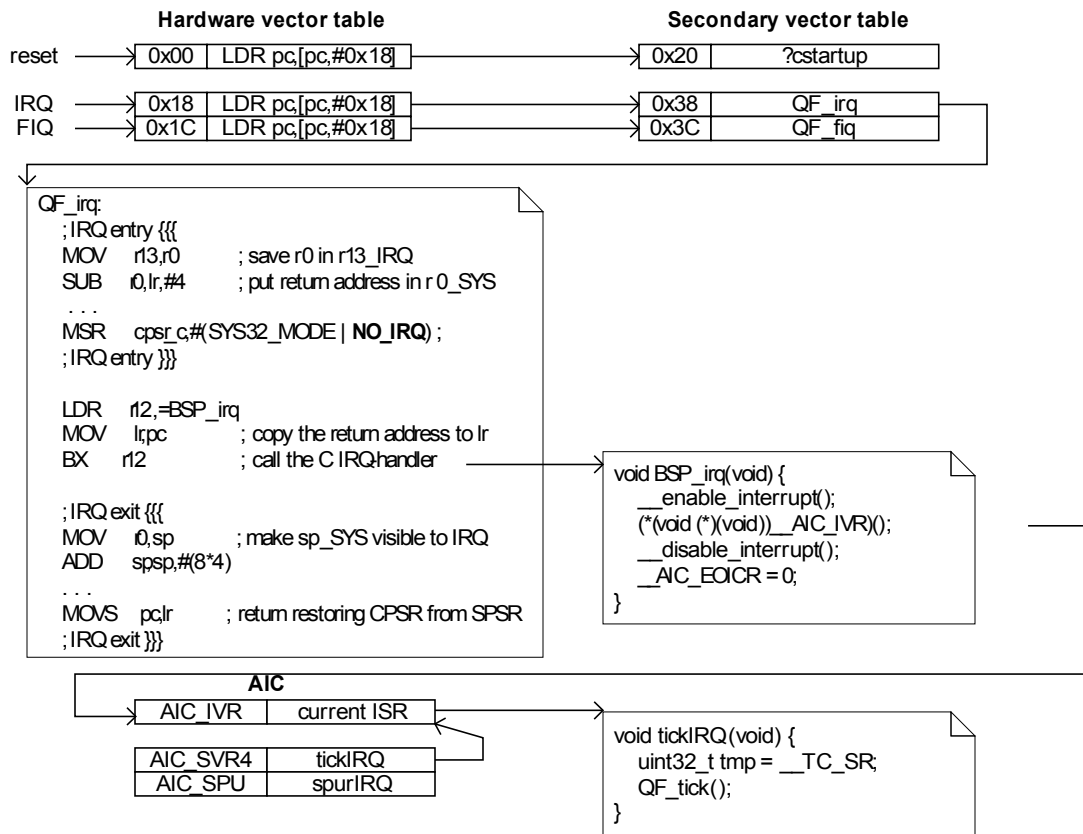 Hardware vector table
Secondary vector table
reset
0x00 LDR pc,[pc,#0x18]
0x20 ?cstartup
IRQ
0x18 LDR pc,[pc,#0x18]
0x38 QF_irq
FIQ
0x1C LDR pc,[pc,#0x18]
0x3C QF_fiq
QF_irq:
; IRQ entry {{{
MOV r13,r0 ; save r0 in r13_IRQ
SUB r0,lr,#4 ; put return address in r 0_SYS
. . .
MSR cpsr_c,#(SYS32_MODE | NO_IRQ) ;
; IRQ entry }}}
LDR r12,=BSP_irq
MOV lr,pc ; copy the return address to lr
BX r12 ; call the C IRQ-handler
; IRQ exit {{{
MOV r0,sp ; make sp_SYS visible to IRQ
ADD sp,sp,#(8*4)
. . .
MOVS pc,lr ; return restoring CPSR from SPSR
; IRQ exit }}}
void BSP_irq(void) {
__enable_interrupt();
(*(void (*)(void))__AIC_IVR)();
__disable_interrupt();
__AIC_EOICR = 0;
}
AIC
AIC_IVR current ISR
AIC_SVR4 tickIRQ
AIC_SPU spurIRQ
void tickIRQ(void) {
uint32_t tmp = __TC_SR;
QF_tick();
}